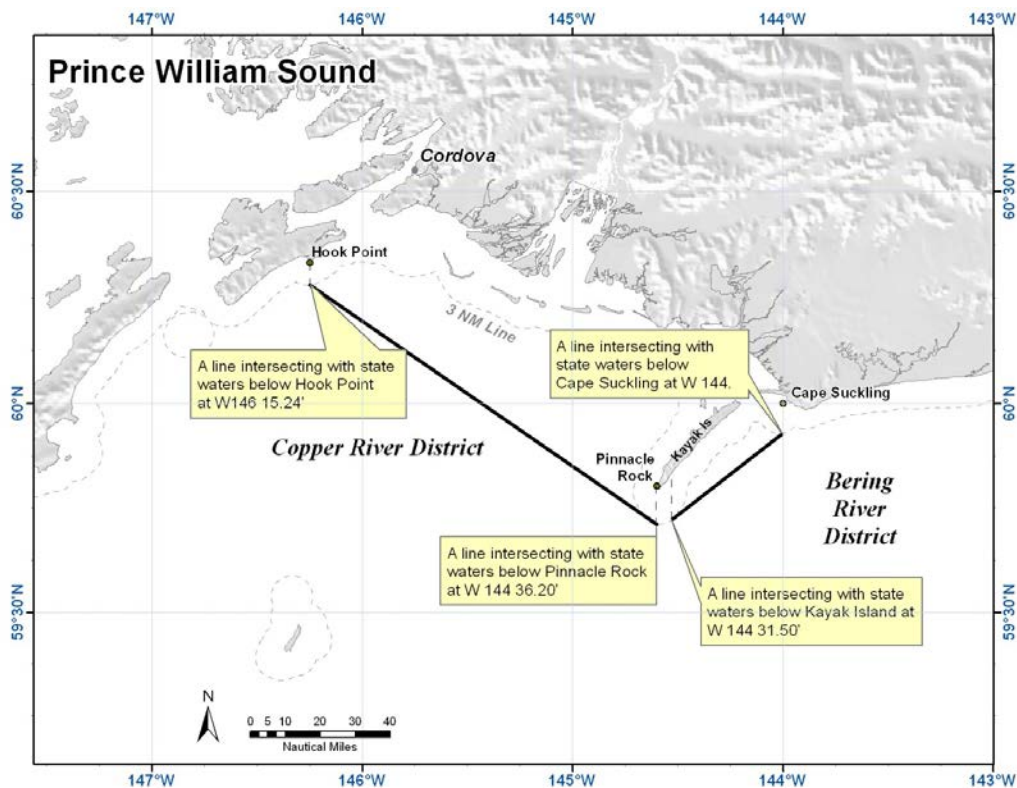 147°W 146°W 145°W 144°W 143°W
Prince William Sound
Cordova
60°30'N
60°30'N
Hook Point
3 NM Line
A line intersecting with
state waters below
Cape Suckling at W 144.
A line intersecting with state
waters below Hook Point
at W146 15.24'
Cape Suckling
60°N
60°N
Kayak Is
Copper River District
Pinnacle
Rock
Bering
River
District
A line intersecting with state
waters below Pinnacle Rock
at W 144 36.20'
A line intersecting with state
waters below Kayak Island at
W 144 31.50'
59°30'N
59°30'N
N
0 5 10 20 30 40
Nautical Miles
147°W 146°W 145°W 144°W 143°W